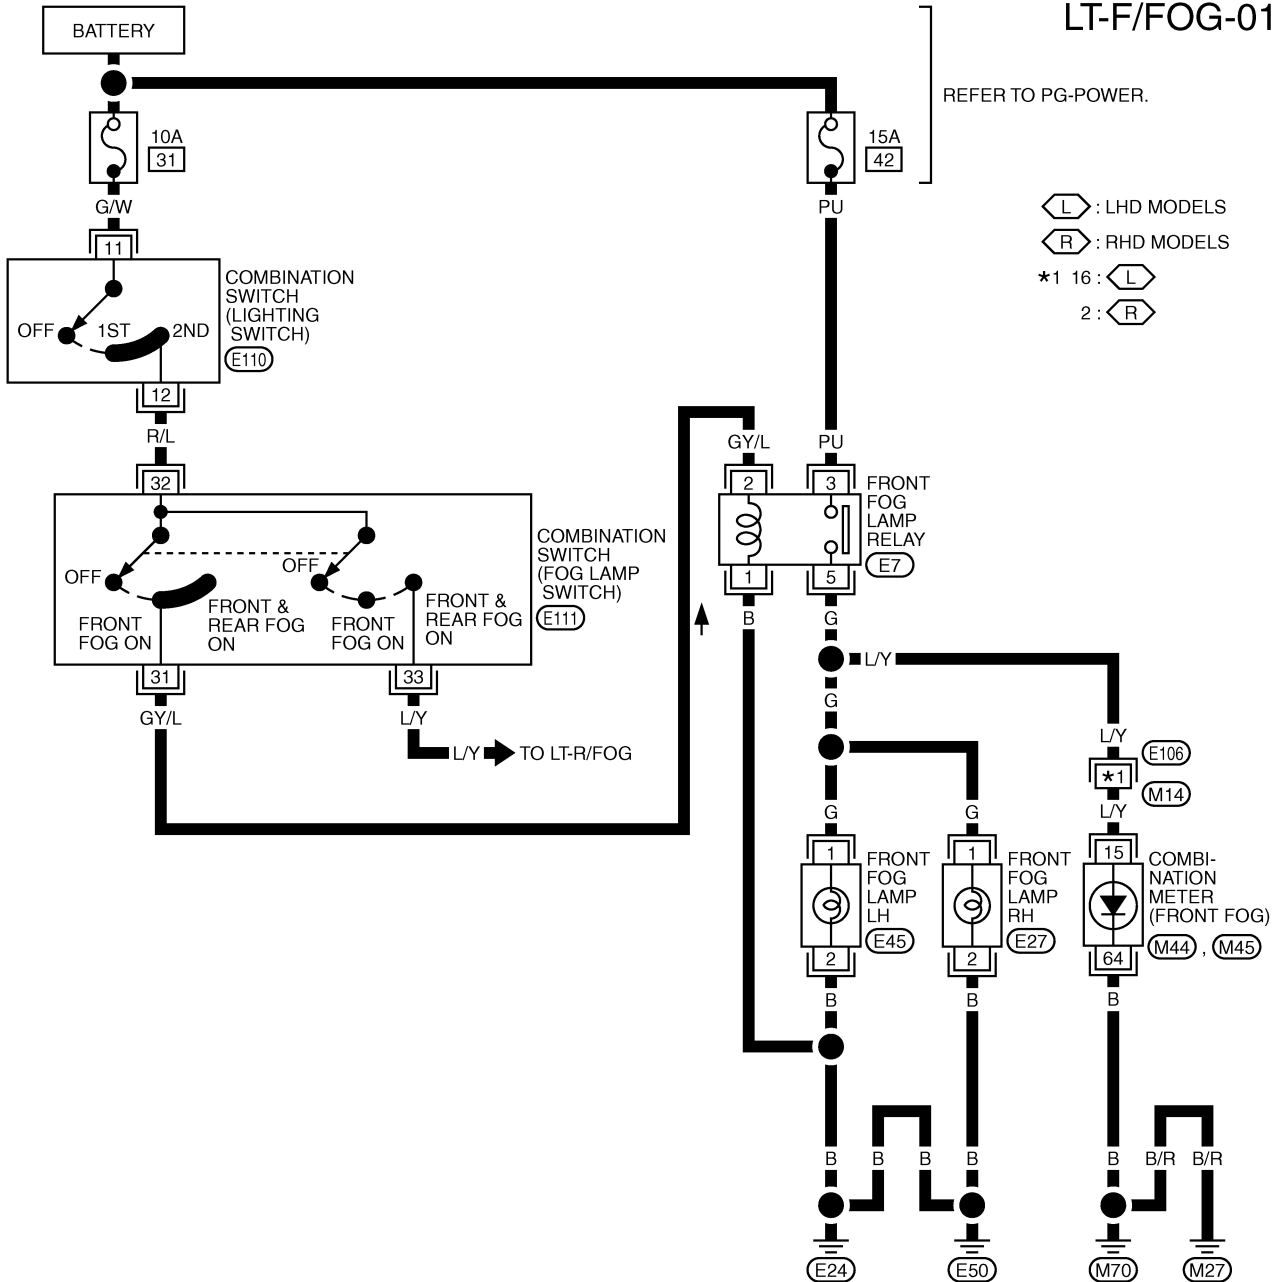 LT-F/FOG-01
BATTERY
REFER TO PG-POWER.
10A
31
15A
42
G/W
PU
L : LHD MODELS
R : RHD MODELS
*1 16 : L
2 : R
11
COMBINATION
SWITCH
(LIGHTING
SWITCH)
E110
OFF
1ST
2ND
12
R/L
GY/L
PU
32
2
3
FRONT
FOG
LAMP
RELAY
E7
COMBINATION
SWITCH
(FOG LAMP
SWITCH)
E111
OFF
FRONT
FOG ON
FRONT &
REAR FOG
ON
OFF
FRONT
FOG ON
FRONT &
REAR FOG
ON
1
5
B
G
31
33
L/Y
G
GY/L
L/Y
L/Y
TO LT-R/FOG
L/Y
E106
*1
M14
G
G
L/Y
1
FRONT
FOG
LAMP
LH
E45
1
FRONT
FOG
LAMP
RH
E27
15
COMBI-
NATION
METER
(FRONT FOG)
M44 , M45
2
2
64
B
B
B
B
B
B
B
B
B/R
B/R
E24
E50
M70
M27